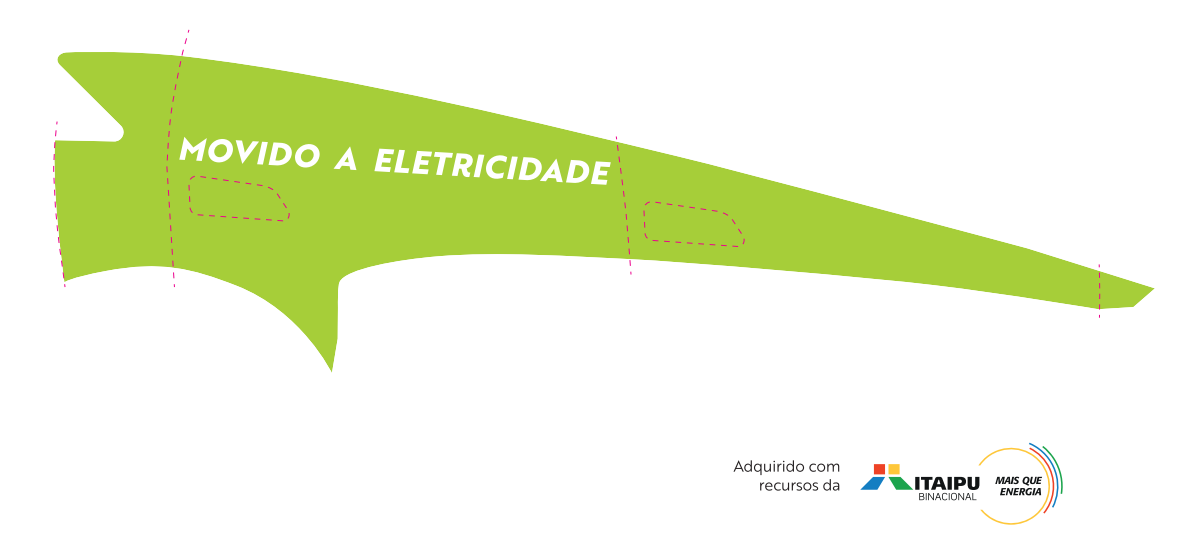 MOVIDO A ELETRICIDADE
Adquirido com
recursos da
ITAIPU
BINACIONAL
MAIS QUE
ENERGIA